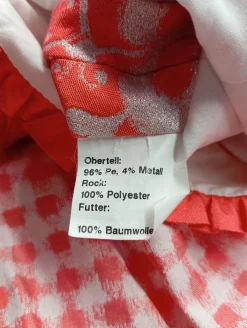 Oberteil:
96% Pe, 4% Metall
Rock:
100% Polyester
Futter:
100% Baumwolle